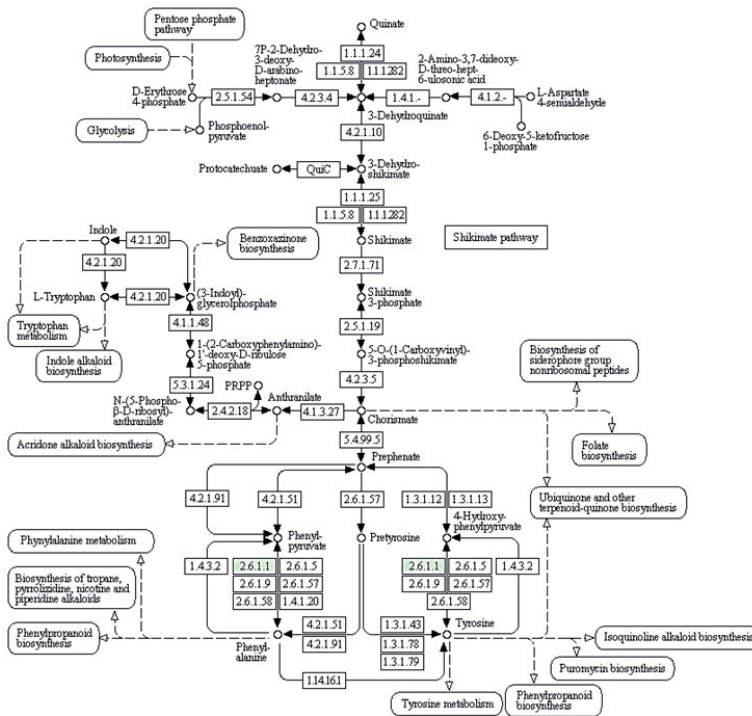 Pentose phosphate
pathway
Quinate
Photosynthesis
7P-2-Dehydro-
3-deoxy-
D-arabino-
heptonate
1.1.1.24
1.1.5.8
1.1.1.282
2-Amino-3,7-dideoxy-
D-threo-hept-
6-ulosonic acid
D-Erythrose
4-phosphate
2.5.1.54
4.2.3.4
1.4.1.-
4.1.2.-
L-Aspartate
4-semialdehyde
Glycolysis
Phosphoenol-
pyruvate
3-Dehydroquinate
4.2.1.10
6-Deoxy-5-ketofructose
1-phosphate
Protocatechuate
QuiC
3-Dehydro-
shikimate
1.1.1.25
1.1.5.8
1.1.1.282
Indole
4.2.1.20
Benzoxazinone
biosynthesis
Shikimate
Shikimate pathway
4.2.1.20
2.7.1.71
L-Tryptophan
4.2.1.20
(3-Indoyl)-
glycerolphosphate
Shikimate
3-phosphate
Tryptophan
metabolism
4.1.1.48
2.5.1.19
Indole alkaloid
biosynthesis
1-(2-Carboxyphenylamino)-
1'-deoxy-D-ribulose
5-phosphate
5-O-(1-Carboxyvinyl)-
3-phosphoshikimate
Biosynthesis of
siderophore group
nonribosomal peptides
5.3.1.24
PRPP
4.2.3.5
N-(5-Phospho-
β-D-ribosyl)-
anthranilate
2.4.2.18
Anthranilate
4.1.3.27
Chorismate
Acridone alkaloid biosynthesis
5.4.99.5
Folate
biosynthesis
Prephenate
4.2.1.91
4.2.1.51
2.6.1.57
1.3.1.12
1.3.1.13
Ubiquinone and other
terpenoid-quinone biosynthesis
Phynylalanine metabolism
Phenyl-
pyruvate
Pretyrosine
4-Hydroxy-
phenylpyruvate
Biosynthesis of tropane,
pyrrolizidine, nicotine and
piperidine alkaloids
1.4.3.2
2.6.1.1
2.6.1.5
2.6.1.9
2.6.1.57
2.6.1.58
1.4.1.20
2.6.1.1
2.6.1.5
1.4.3.2
2.6.1.9
2.6.1.57
2.6.1.58
Phenylpropanoid
biosynthesis
Phenyl-
alanine
4.2.1.51
4.2.1.91
1.3.1.43
1.3.1.78
1.3.1.79
Tyrosine
Isoquinoline alkaloid biosynthesis
Puromycin biosynthesis
1.14.16.1
Tyrosine metabolism
Phenylpropanoid
biosynthesis